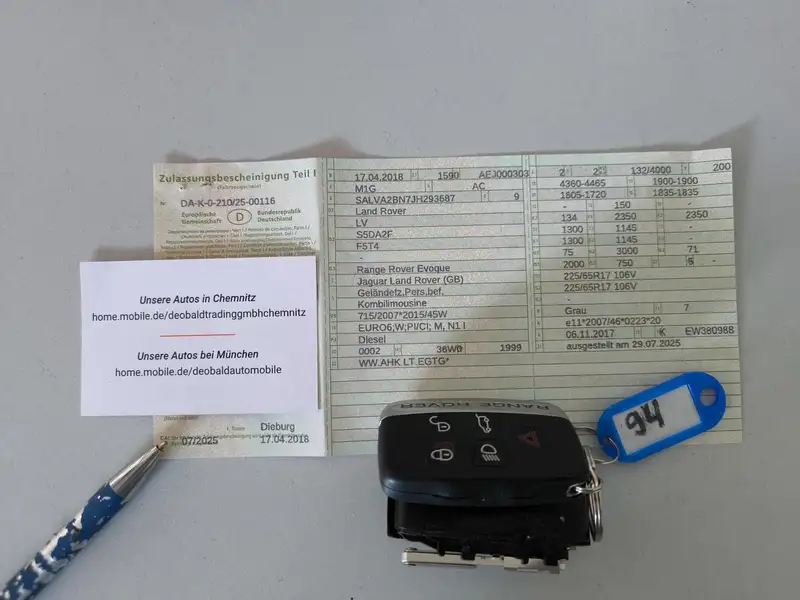 Zulassungsbescheinigung Teil I
(Fahrzeugschein)
Nr. DA-K-0-210/25-00116
Europäische Gemeinschaft
D
Bundesrepublik Deutschland
Unsere Autos in Chemnitz
home.mobile.de/deobaldtradinggmbhchemnitz
Unsere Autos bei München
home.mobile.de/deobaldautomobile
Dieburg
07/2025 17.04.2018
17.04.2018 1590 AEJ000303
M1G AC
SALVA2BN7JH293687 9
Land Rover
LV
S5DA2F
F5T4
-
Range Rover Evoque
Jaguar Land Rover (GB)
Geländefz.Pers.bef.
Kombilimousine
715/2007*2015/45W
EURO6;W;PI/CI; M, N1 I
Diesel
0002 36W0 1999
WW.AHK LT.EGTG*
132/4000 200
4360-4465 1900-1900
1805-1720 1835-1835
- 150 -
134 2350 2350
1300 1145 -
1300 1145 -
75 3000 71
2000 750 5
225/65R17 106V
225/65R17 106V
-
-
Grau 7
e11*2007/46*0223*20
06.11.2017 K EW380988
ausgestellt am 29.07.2025
RANGE ROVER
94